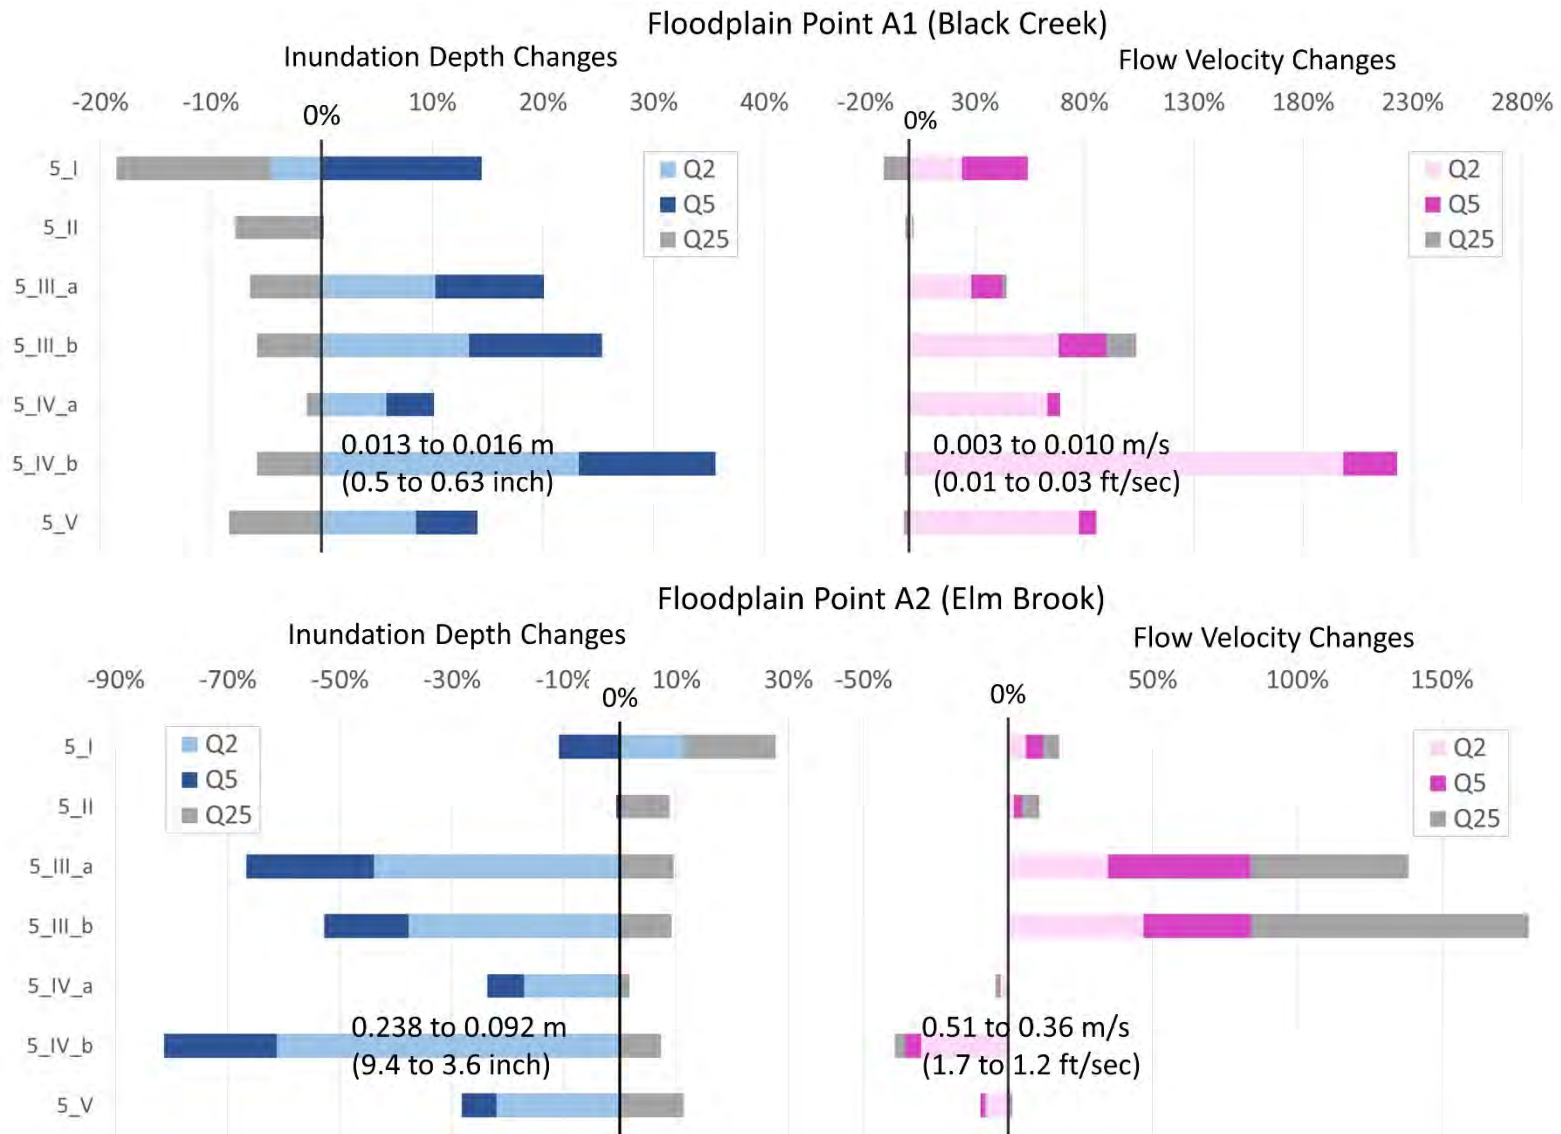 Floodplain Point A1 (Black Creek)
Inundation Depth Changes
Flow Velocity Changes
-20% -10% 0% 10% 20% 30% 40%
-20% 0% 30% 80% 130% 180% 230% 280%
5_I
5_II
5_III_a
5_III_b
5_IV_a
5_IV_b
5_V
Q2
Q5
Q25
0.013 to 0.016 m
(0.5 to 0.63 inch)
Q2
Q5
Q25
0.003 to 0.010 m/s
(0.01 to 0.03 ft/sec)
Floodplain Point A2 (Elm Brook)
Inundation Depth Changes
Flow Velocity Changes
-90% -70% -50% -30% -10% 0% 10% 30%
-50% 0% 50% 100% 150%
5_I
5_II
5_III_a
5_III_b
5_IV_a
5_IV_b
5_V
Q2
Q5
Q25
0.238 to 0.092 m
(9.4 to 3.6 inch)
Q2
Q5
Q25
0.51 to 0.36 m/s
(1.7 to 1.2 ft/sec)